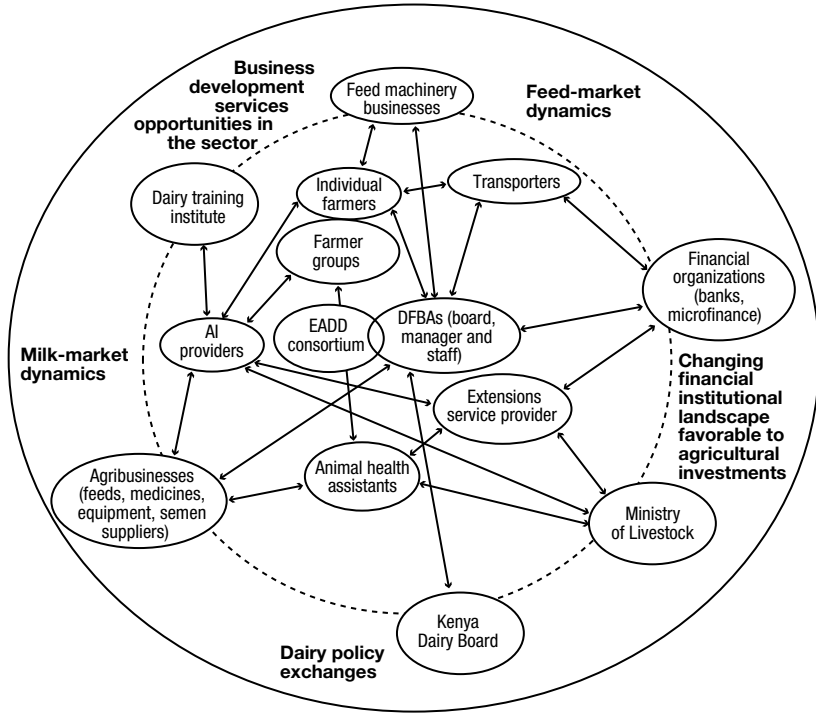 Business
development
services
opportunities in
the sector
Feed machinery
businesses
Feed-market
dynamics
Dairy training
institute
Individual
farmers
Transporters
Farmer
groups
Financial
organizations
(banks,
microfinance)
AI
providers
EADD
consortium
DFBAs (board,
manager and
staff)
Milk-market
dynamics
Changing
financial
institutional
landscape
favorable to
agricultural
investments
Extensions
service provider
Agribusinesses
(feeds, medicines,
equipment, semen
suppliers)
Animal health
assistants
Ministry
of Livestock
Kenya
Dairy Board
Dairy policy
exchanges